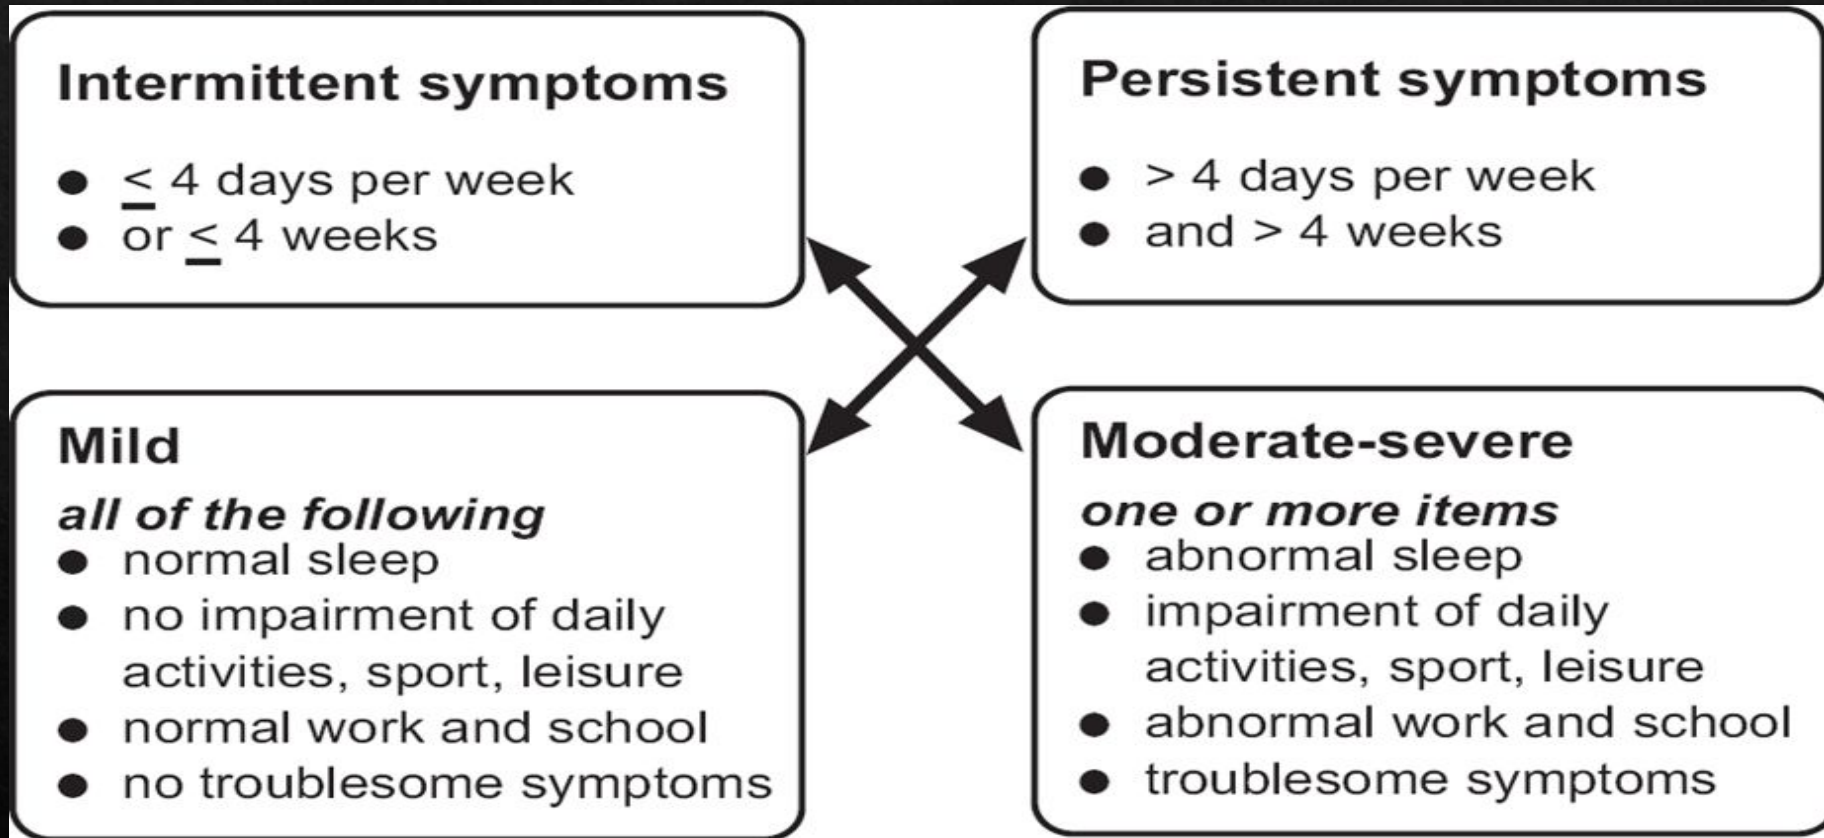 Intermittent symptoms
● ≤ 4 days per week
● or ≤ 4 weeks
Persistent symptoms
● > 4 days per week
● and > 4 weeks
Mild
all of the following
● normal sleep
● no impairment of daily
activities, sport, leisure
● normal work and school
● no troublesome symptoms
Moderate-severe
one or more items
● abnormal sleep
● impairment of daily
activities, sport, leisure
● abnormal work and school
● troublesome symptoms